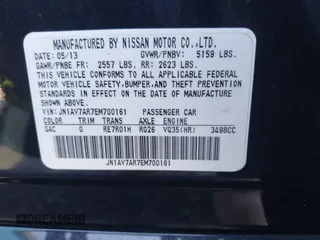 MANUFACTURED BY NISSAN MOTOR CO.,LTD.
DATE: 05/13 GVWR/PNBV: 5159 LBS.
GAWR/PNBE FR: 2557 LBS. RR: 2623 LBS.
THIS CAR CONFORMS TO ALL APPLICABLE FEDERAL MOTOR
VEHICLE SAFETY, BUMPER, AND THEFT PREVENTION
STANDARDS IN EFFECT ON THE DATE OF MANUFACTURE
SHOWN ABOVE.
VIN: JN1AV7AR7EM700161 PASSENGER CAR
COLOR TRIM TRANS AXLE ENGINE
GAC G RE7R01H RG26 VQ35(HR) 3498CC
JN1AV7AR7EM700161
© DREAMBID